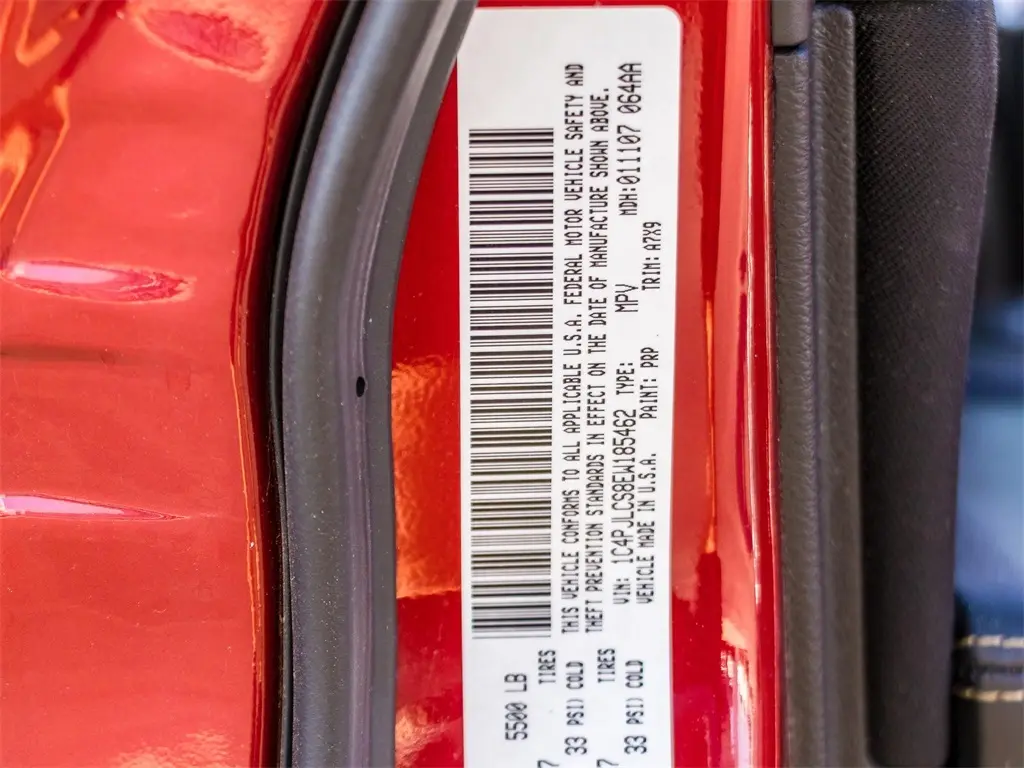 5500 LB
TIRES
7 33 PSI) COLD
TIRES
7 33 PSI) COLD
THIS VEHICLE CONFORMS TO ALL APPLICABLE U.S.A. FEDERAL MOTOR VEHICLE SAFETY AND
THEFT PREVENTION STANDARDS IN EFFECT ON THE DATE OF MANUFACTURE SHOWN ABOVE.
VIN: 1C4PJLCS8EW185462 TYPE: MPV MDH:011107 064AA
VEHICLE MADE IN U.S.A. PAINT: PRP TRIM: A7X9